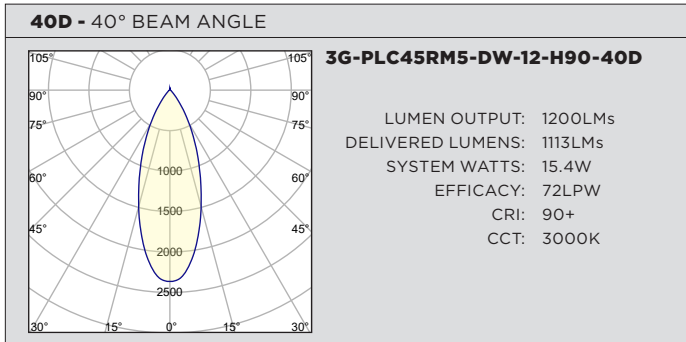 40D - 40° BEAM ANGLE
3G-PLC45RM5-DW-12-H90-40D
LUMEN OUTPUT: 1200LMs
DELIVERED LUMENS: 1113LMs
SYSTEM WATTS: 15.4W
EFFICACY: 72LPW
CRI: 90+
CCT: 3000K
105° 105°
90° 90°
75° 75°
1000
60° 60°
1500
45° 45°
2000
2500
30° 15° 0° 15° 30°